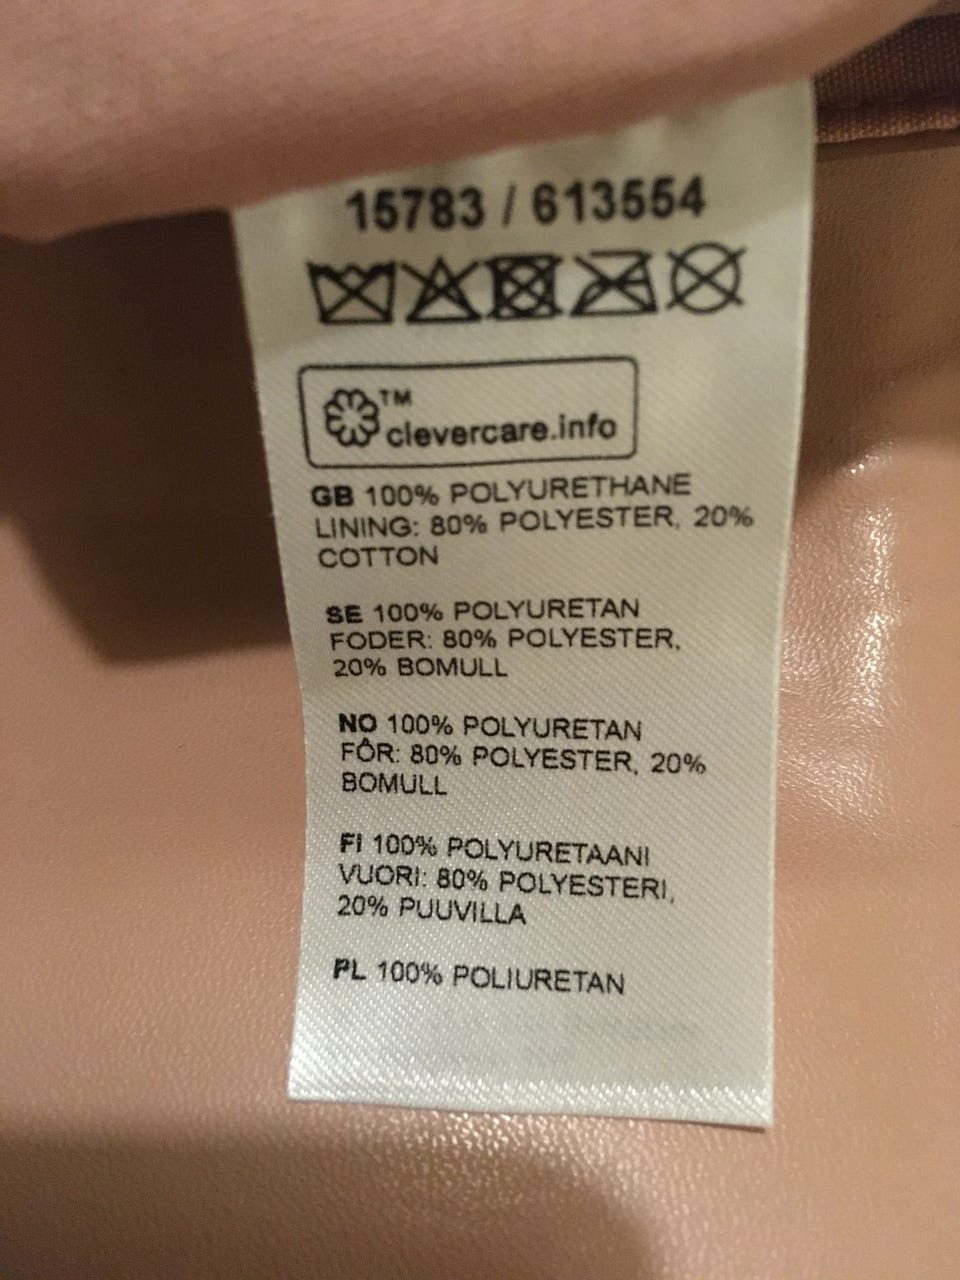 15783 / 613554
TM
clevercare.info
GB 100% POLYURETHANE
LINING: 80% POLYESTER, 20%
COTTON
SE 100% POLYURETAN
FODER: 80% POLYESTER,
20% BOMULL
NO 100% POLYURETAN
FÔR: 80% POLYESTER, 20%
BOMULL
FI 100% POLYURETAANI
VUORI: 80% POLYESTERI,
20% PUUVILLA
PL 100% POLIURETAN